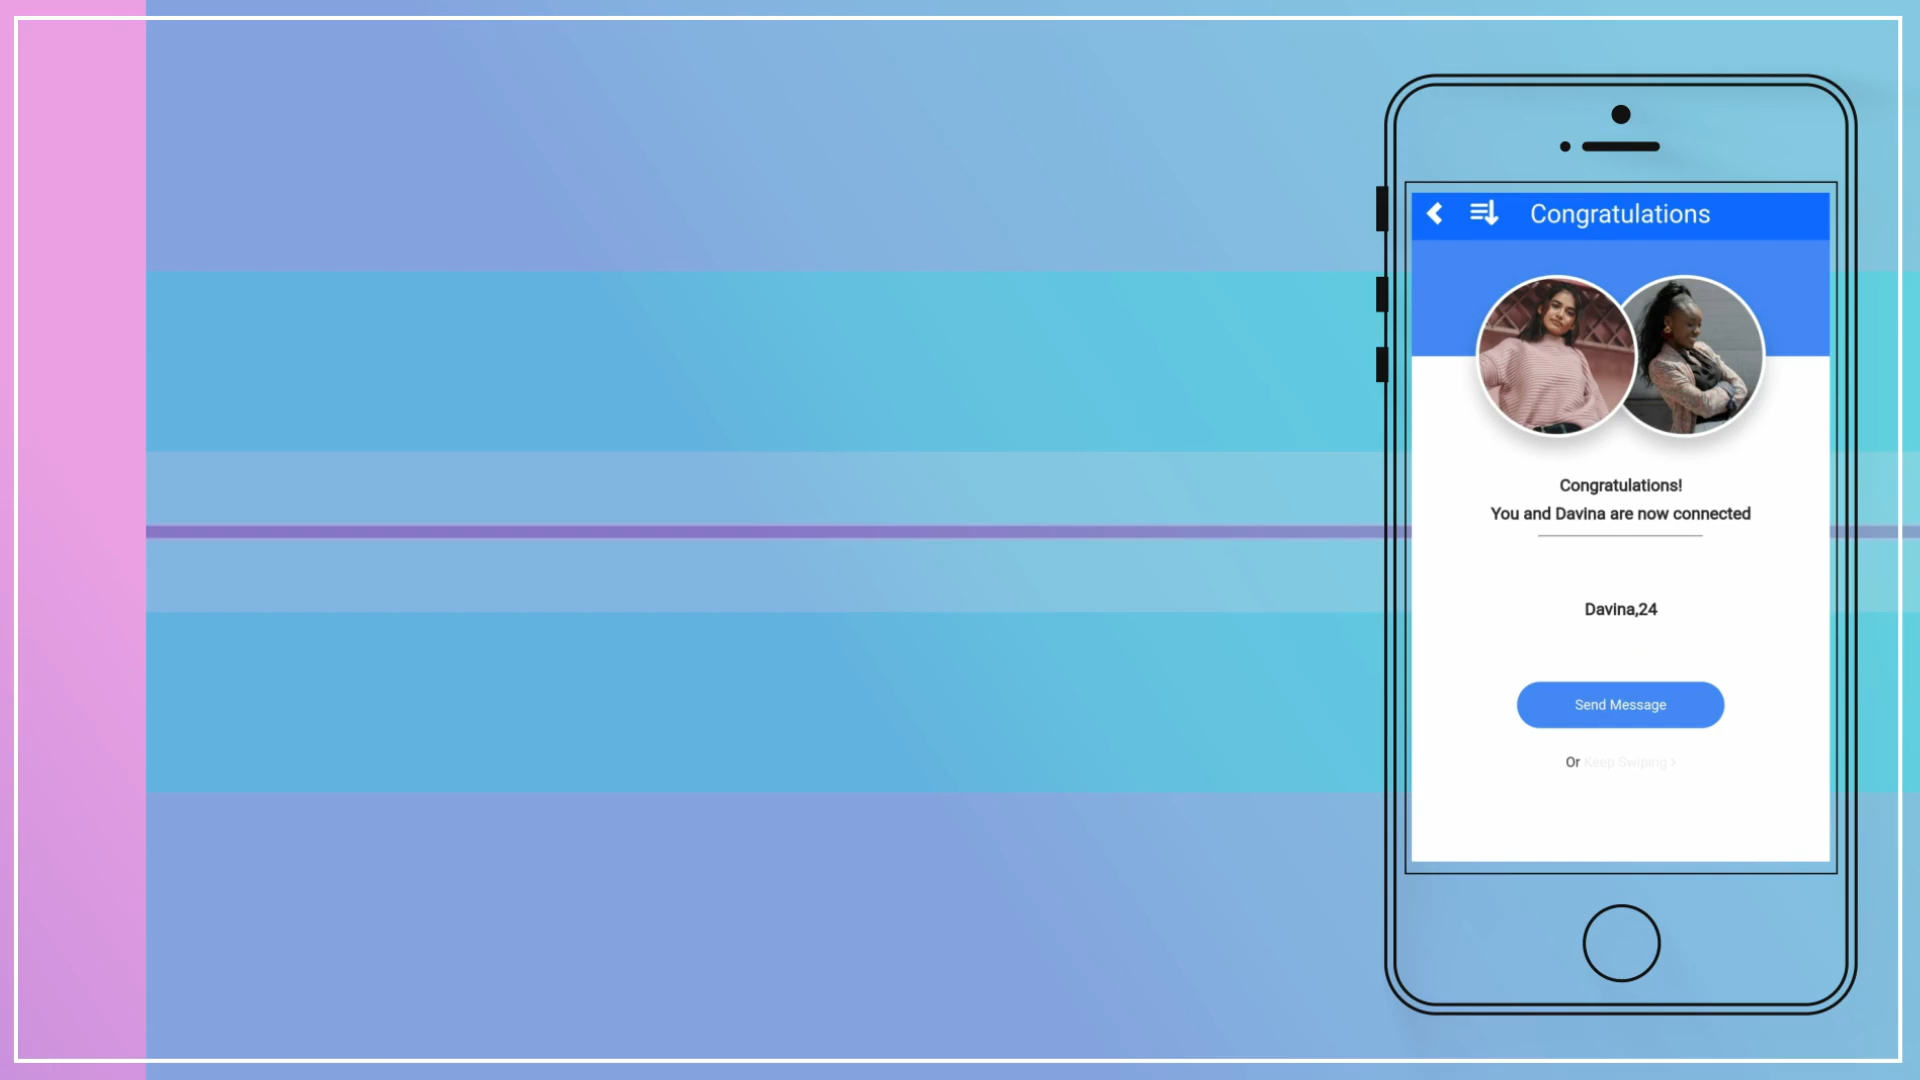 Congratulations
Congratulations!
You and Davina are now connected
Davina,24
Send Message
Or Keep Swiping >